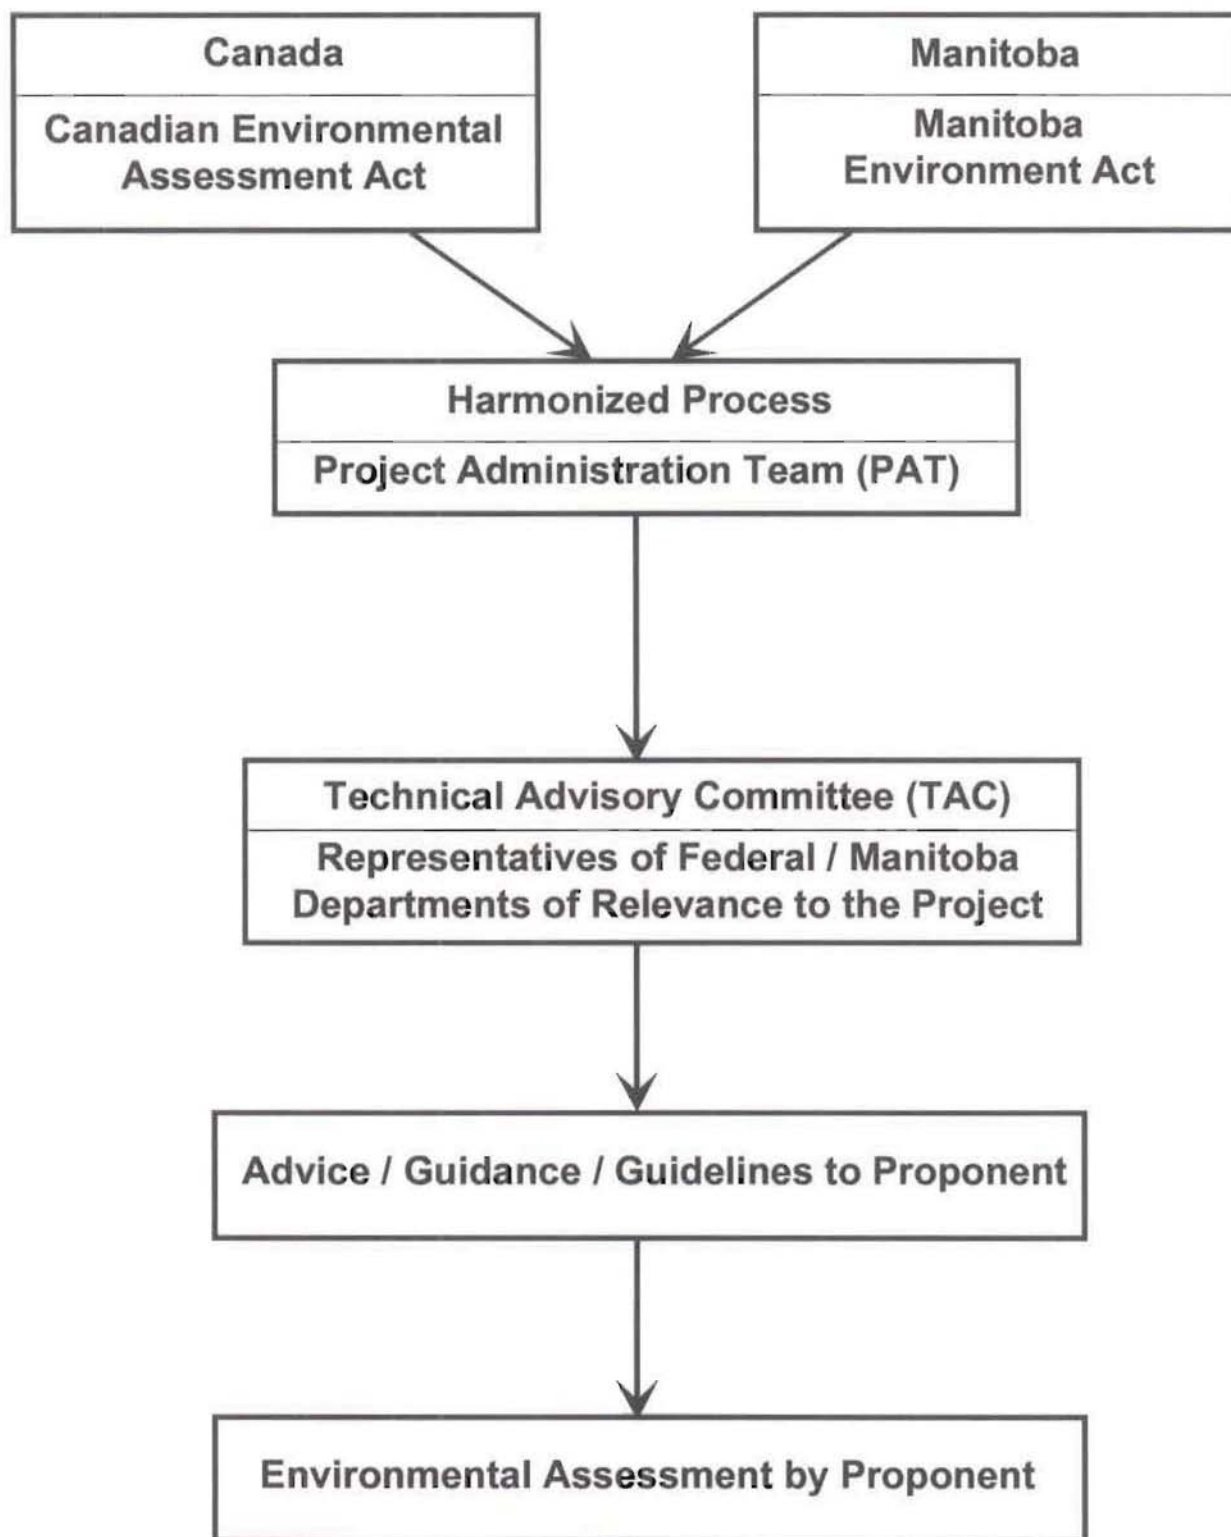 Canada
Canadian Environmental
Assessment Act
Manitoba
Manitoba
Environment Act
Harmonized Process
Project Administration Team (PAT)
Technical Advisory Committee (TAC)
Representatives of Federal / Manitoba
Departments of Relevance to the Project
Advice / Guidance / Guidelines to Proponent
Environmental Assessment by Proponent